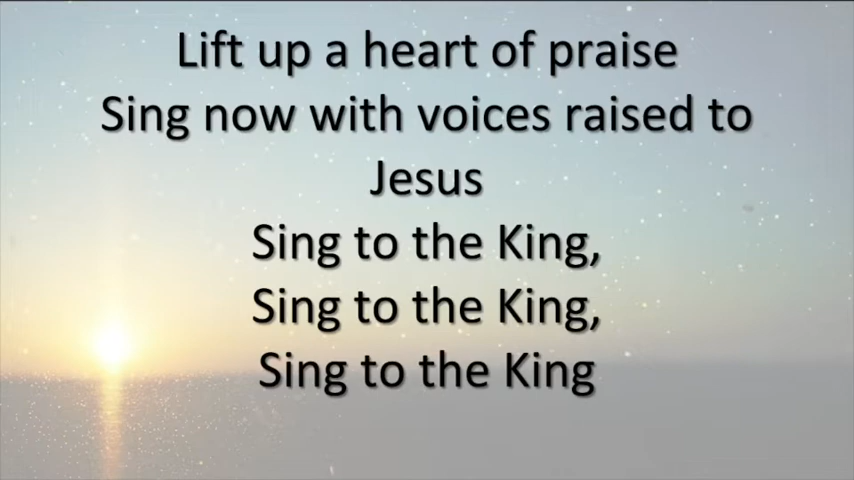 Lift up a heart of praise
Sing now with voices raised to
Jesus
Sing to the King,
Sing to the King,
Sing to the King